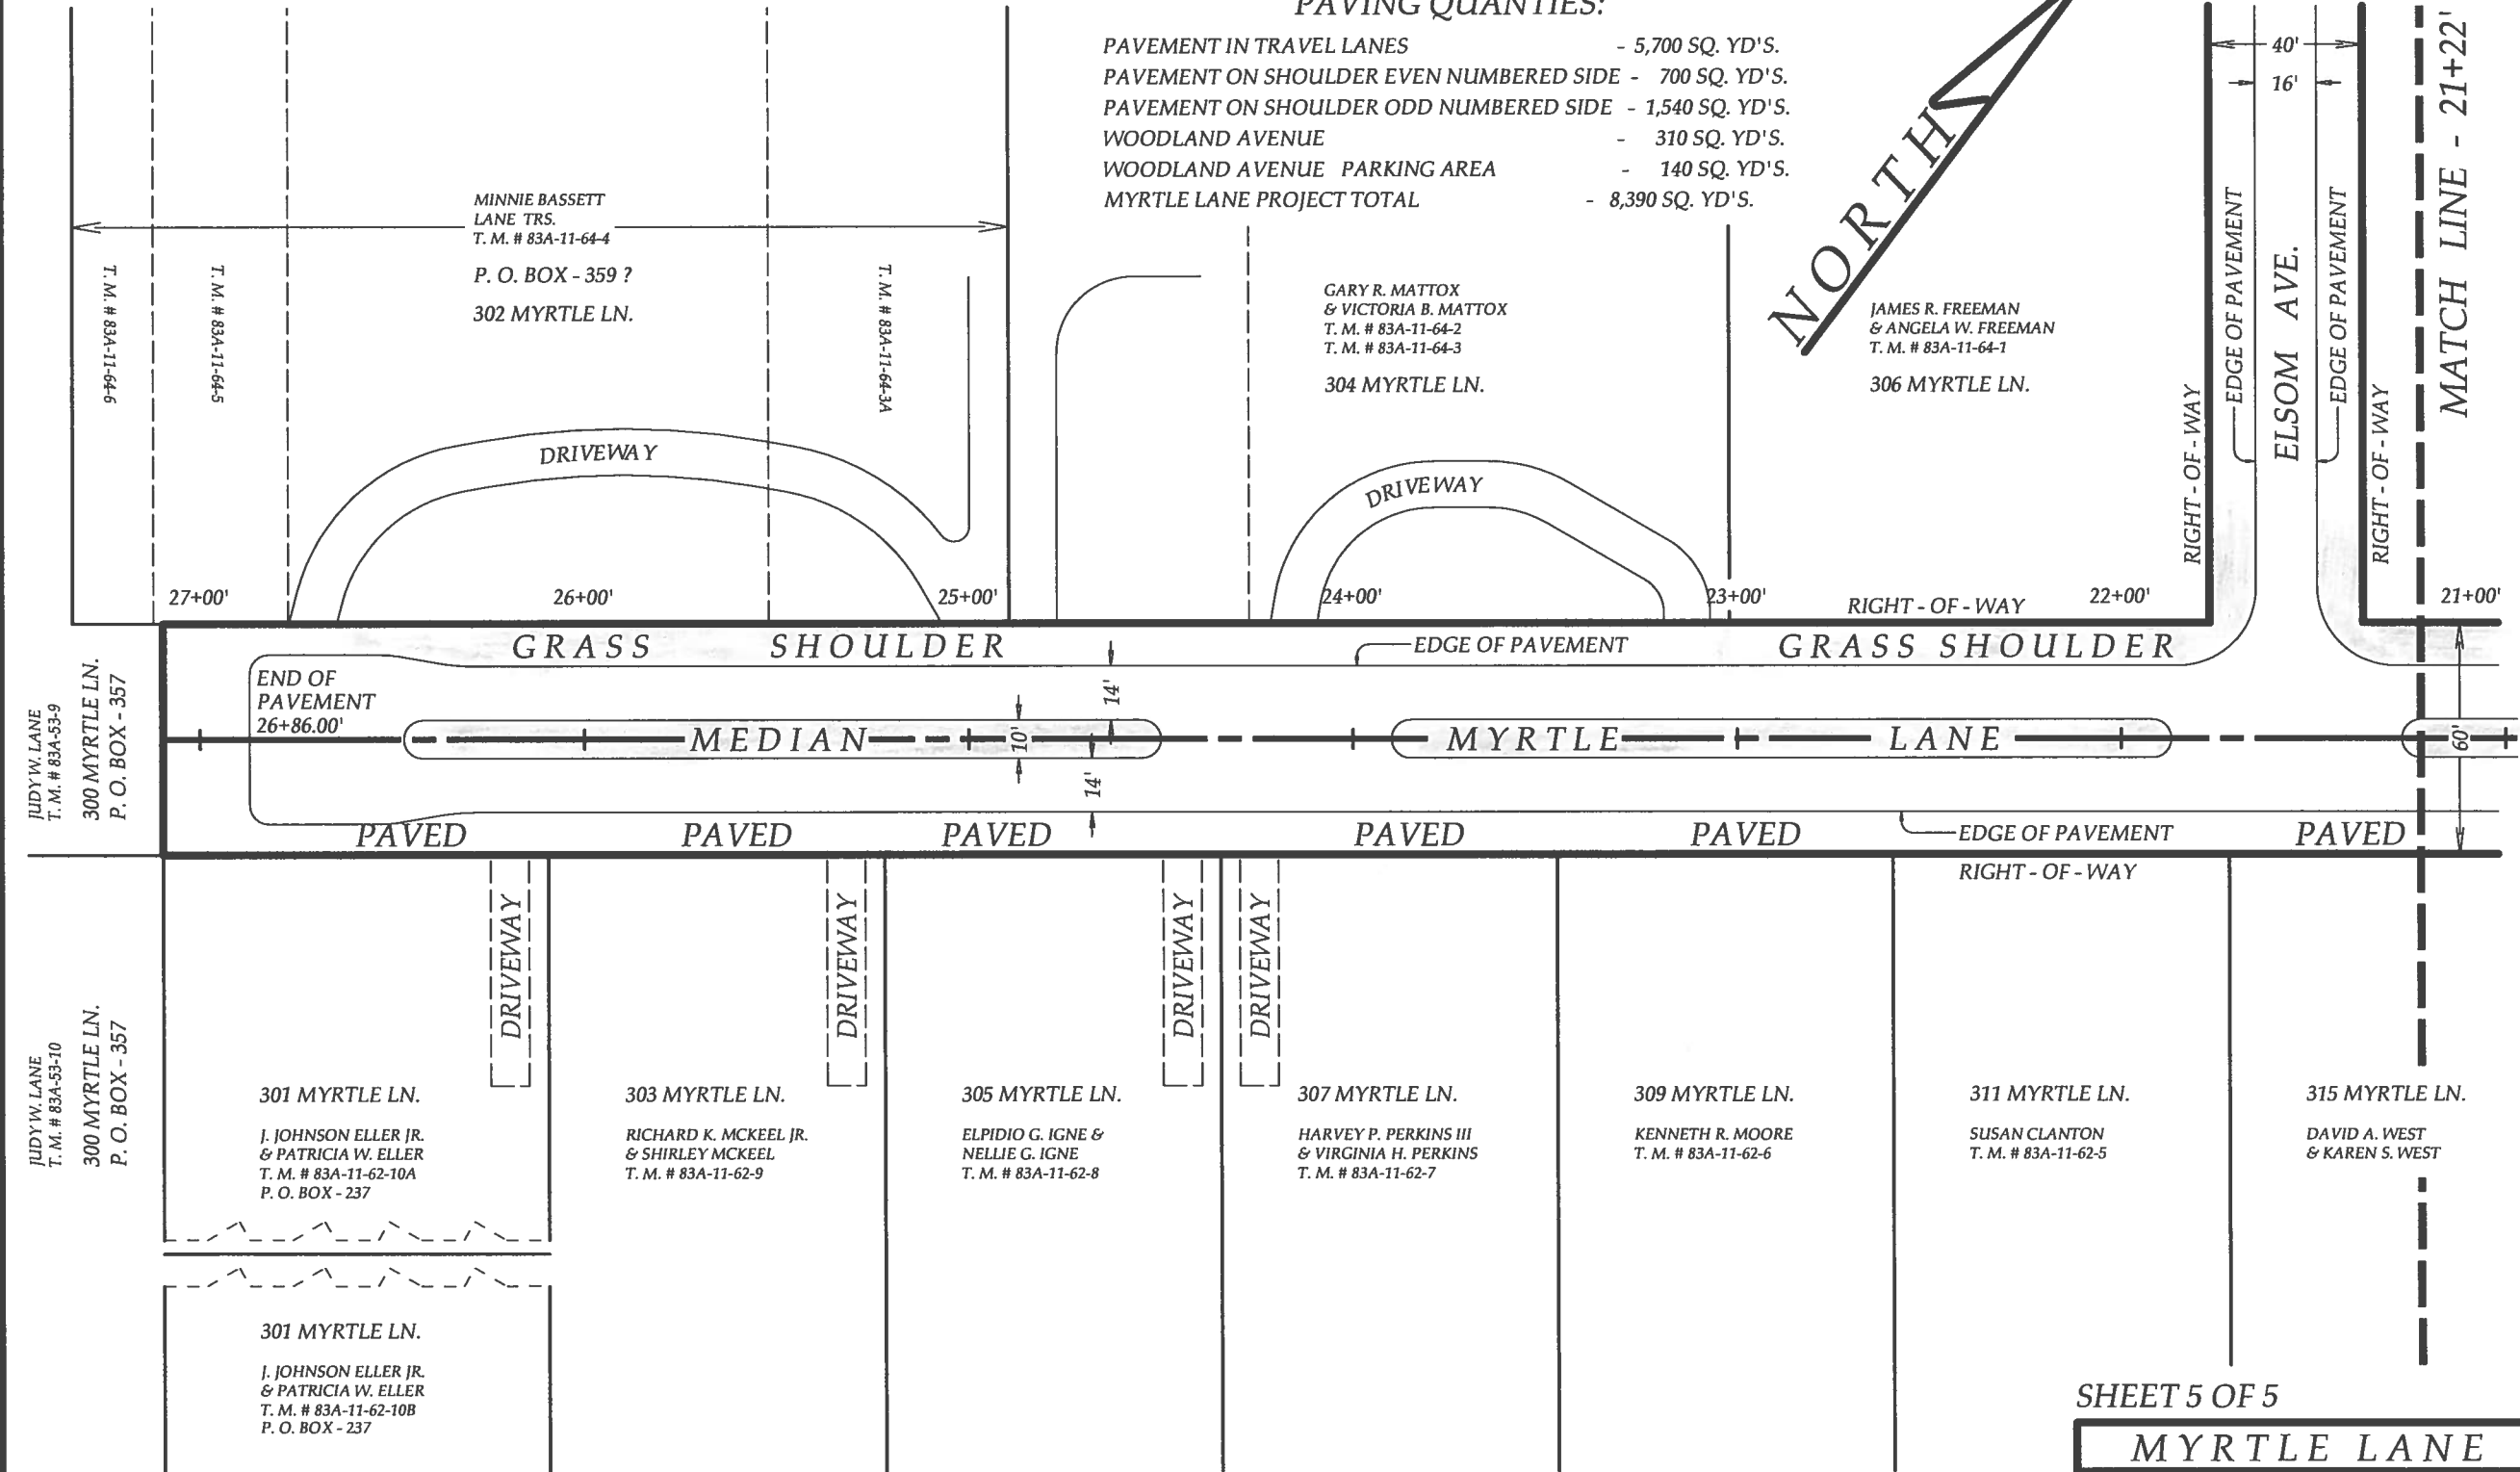 PAVING QUANTIES:
PAVEMENT IN TRAVEL LANES - 5,700 SQ. YD'S.
PAVEMENT ON SHOULDER EVEN NUMBERED SIDE - 700 SQ. YD'S.
PAVEMENT ON SHOULDER ODD NUMBERED SIDE - 1,540 SQ. YD'S.
WOODLAND AVENUE - 310 SQ. YD'S.
WOODLAND AVENUE PARKING AREA - 140 SQ. YD'S.
MYRTLE LANE PROJECT TOTAL - 8,390 SQ. YD'S.
NORTH
40'
16'
MATCH LINE - 21+22'
EDGE OF PAVEMENT
ELSOM AVE.
EDGE OF PAVEMENT
RIGHT - OF - WAY
RIGHT - OF - WAY
MINNIE BASSETT
LANE TRS.
T. M. # 83A-11-64-4
P. O. BOX - 359 ?
302 MYRTLE LN.
T. M. # 83A-11-64-6
T. M. # 83A-11-64-5
T. M. # 83A-11-64-3A
GARY R. MATTOX
& VICTORIA B. MATTOX
T. M. # 83A-11-64-2
T. M. # 83A-11-64-3
304 MYRTLE LN.
JAMES R. FREEMAN
& ANGELA W. FREEMAN
T. M. # 83A-11-64-1
306 MYRTLE LN.
DRIVEWAY
DRIVEWAY
27+00'
26+00'
25+00'
24+00'
23+00'
RIGHT - OF - WAY
22+00'
21+00'
GRASS SHOULDER
EDGE OF PAVEMENT
GRASS SHOULDER
END OF
PAVEMENT
26+86.00'
14'
10'
14'
60'
MEDIAN
MYRTLE LANE
PAVED
PAVED
PAVED
PAVED
PAVED
EDGE OF PAVEMENT
PAVED
RIGHT - OF - WAY
JUDY W. LANE
T. M. # 83A-53-9
300 MYRTLE LN.
P. O. BOX - 357
JUDY W. LANE
T. M. # 83A-53-10
300 MYRTLE LN.
P. O. BOX - 357
DRIVEWAY
DRIVEWAY
DRIVEWAY
DRIVEWAY
301 MYRTLE LN.
J. JOHNSON ELLER JR.
& PATRICIA W. ELLER
T. M. # 83A-11-62-10A
P. O. BOX - 237
303 MYRTLE LN.
RICHARD K. MCKEEL JR.
& SHIRLEY MCKEEL
T. M. # 83A-11-62-9
305 MYRTLE LN.
ELPIDIO G. IGNE &
NELLIE G. IGNE
T. M. # 83A-11-62-8
307 MYRTLE LN.
HARVEY P. PERKINS III
& VIRGINIA H. PERKINS
T. M. # 83A-11-62-7
309 MYRTLE LN.
KENNETH R. MOORE
T. M. # 83A-11-62-6
311 MYRTLE LN.
SUSAN CLANTON
T. M. # 83A-11-62-5
315 MYRTLE LN.
DAVID A. WEST
& KAREN S. WEST
301 MYRTLE LN.
J. JOHNSON ELLER JR.
& PATRICIA W. ELLER
T. M. # 83A-11-62-10B
P. O. BOX - 237
SHEET 5 OF 5
MYRTLE LANE